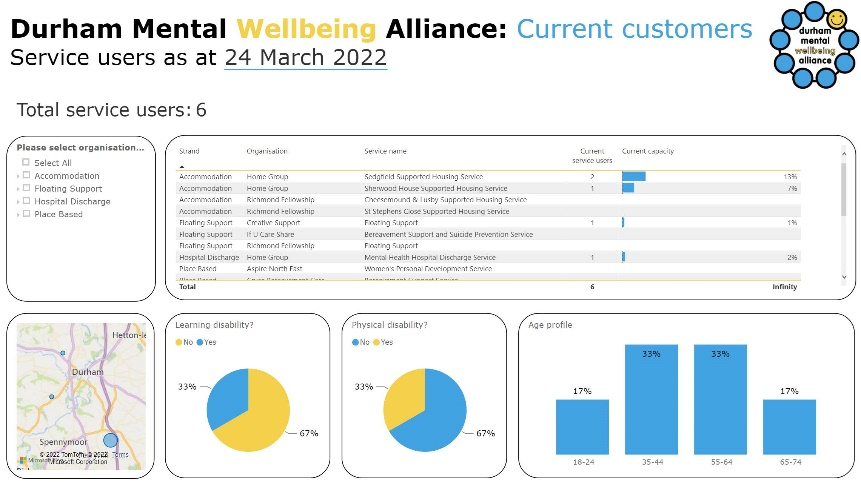 Durham Mental Wellbeing Alliance: Current customers
Service users as at 24 March 2022
durham
mental
wellbeing
alliance
Total service users: 6
Please select organisation...
Select All
Accommodation
Floating Support
Hospital Discharge
Place Based
Strand Organisation Service name Current service users Current capacity
Accommodation Home Group Sedgfield Supported Housing Service 2 13%
Accommodation Home Group Sherwood House Supported Housing Service 1 7%
Accommodation Richmond Fellowship Cheesemound & Lusby Supported Housing Service
Accommodation Richmond Fellowship St Stephens Close Supported Housing Service
Floating Support Creative Support Floating Support 1 1%
Floating Support If U Care Share Bereavement Support and Suicide Prevention Service
Floating Support Richmond Fellowship Floating Support
Hospital Discharge Home Group Mental Health Hospital Discharge Service 1 2%
Place Based Aspire North East Women's Personal Development Service
Total 6 Infinity
Hetton-le
Durham
Spennymoor
© 2022 TomTom, © 2022 Terms
Microsoft Corporation
Learning disability?
No Yes
33%
67%
Physical disability?
No Yes
33%
67%
Age profile
17% 33% 33% 17%
18-24 35-44 55-64 65-74